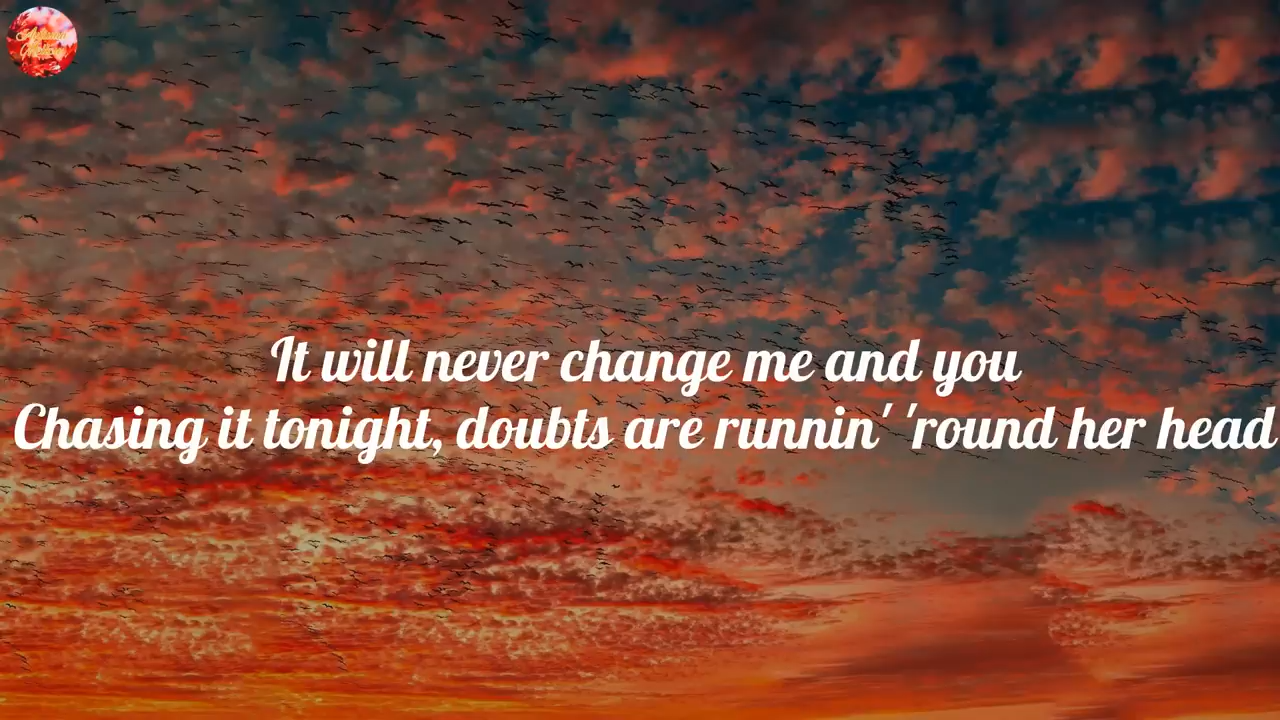 It will never change me and you
Chasing it tonight, doubts are runnin' 'round her head